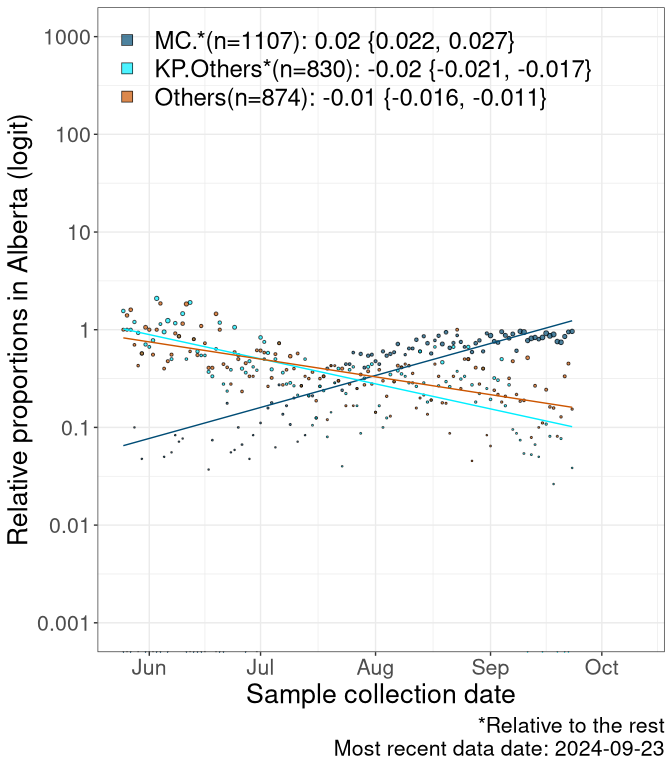 MC.*(n=1107): 0.02 {0.022, 0.027}
KP.Others*(n=830): -0.02 {-0.021, -0.017}
Others(n=874): -0.01 {-0.016, -0.011}
Relative proportions in Alberta (logit)
1000
100
10
1
0.1
0.01
0.001
Jun Jul Aug Sep Oct
Sample collection date
*Relative to the rest
Most recent data date: 2024-09-23